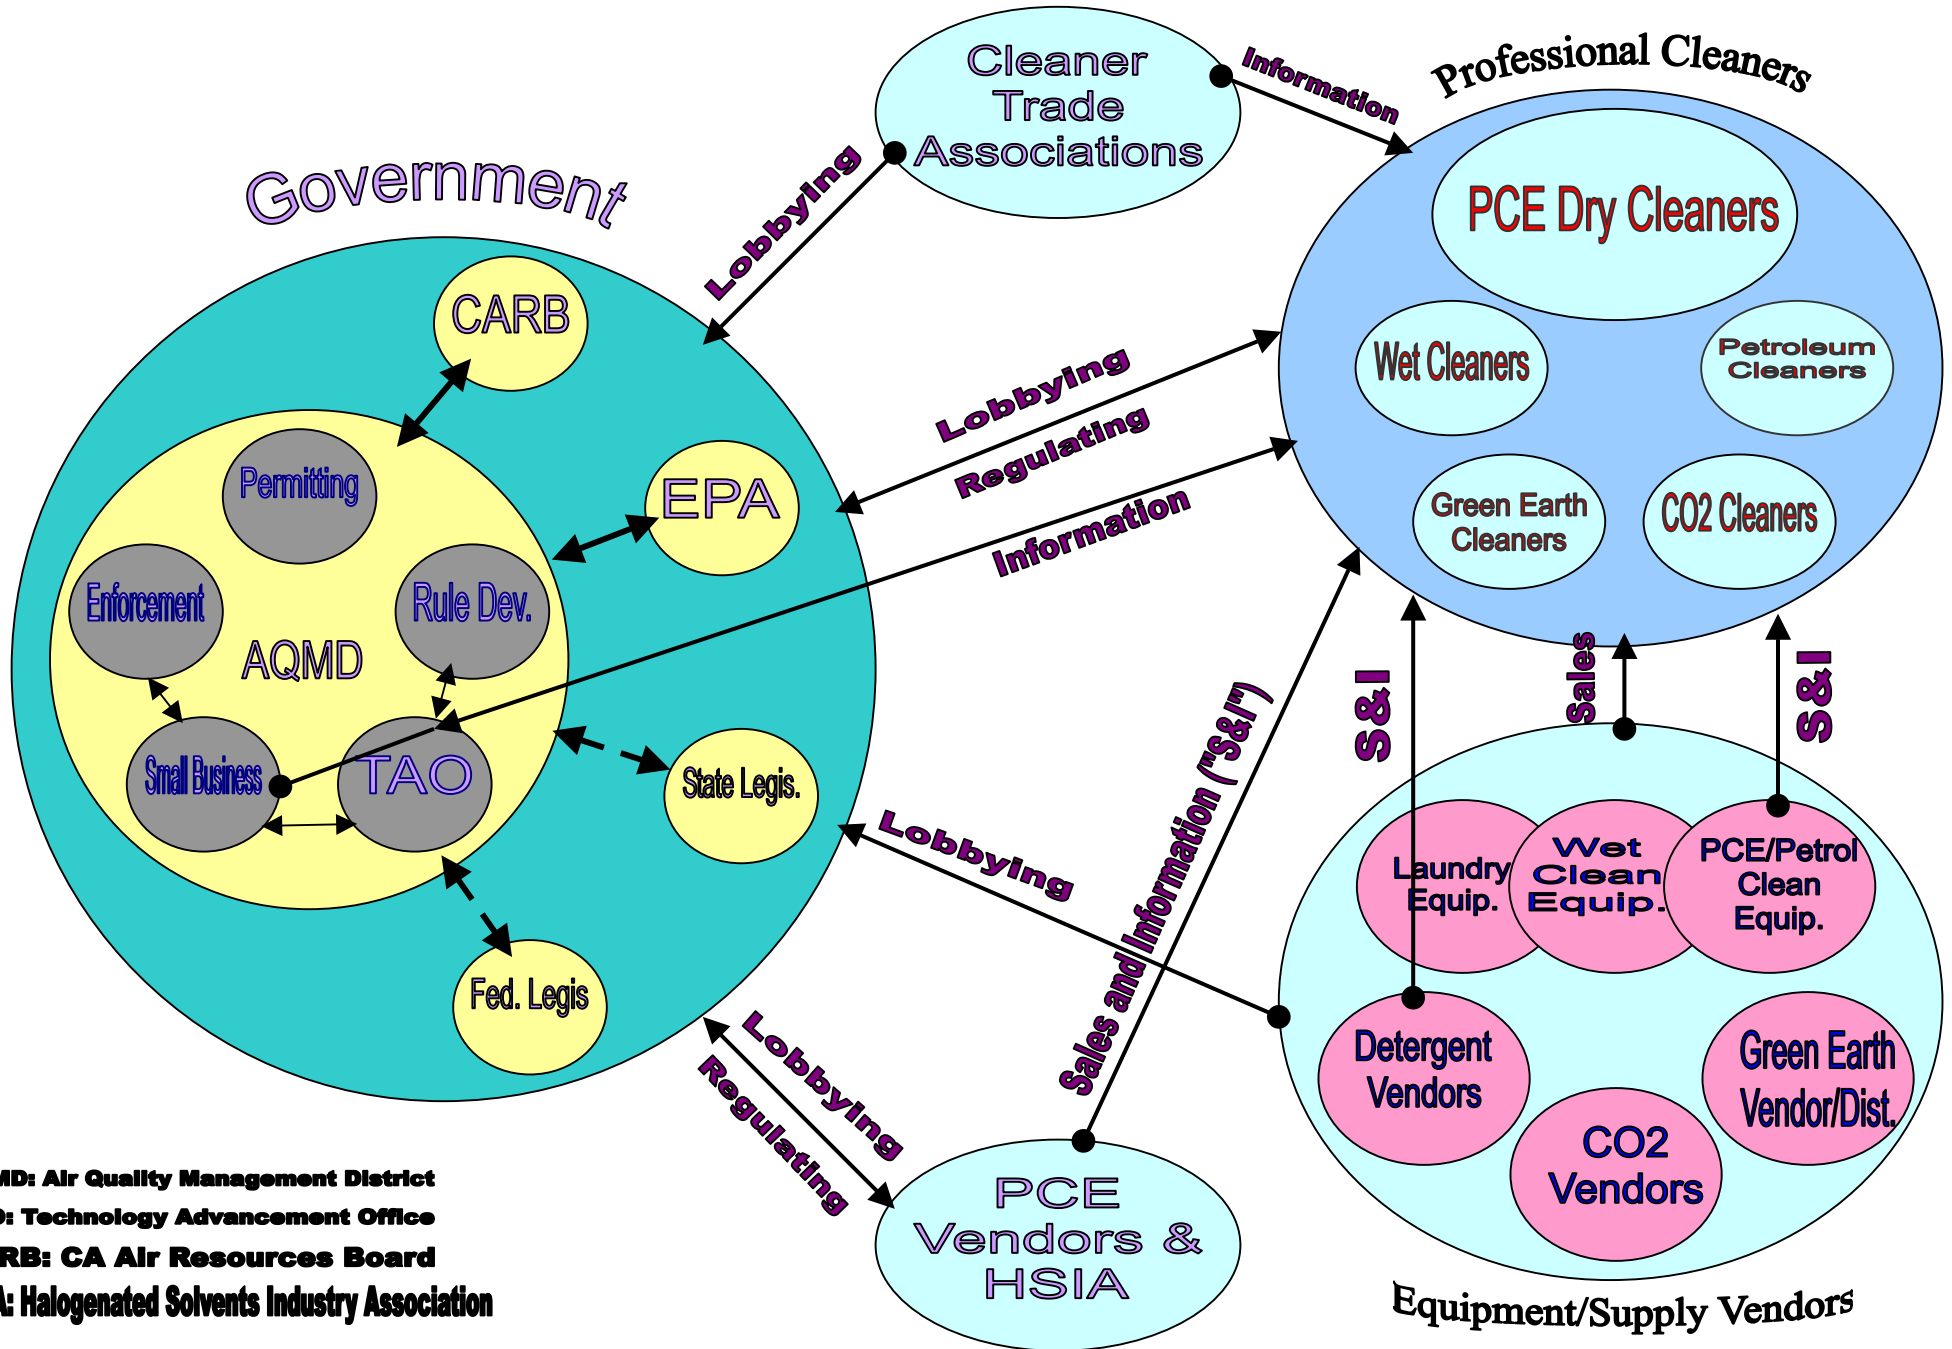 Cleaner
Trade
Associations
Information
Professional Cleaners
PCE Dry Cleaners
Wet Cleaners
Petroleum
Cleaners
Green Earth
Cleaners
CO2 Cleaners
Lobbying
Government
CARB
Permitting
EPA
Enforcement
Rule Dev.
AQMD
Small Business
TAO
State Legis.
Fed. Legis
Lobbying
Regulating
Information
Lobbying
Sales and Information ("S&I")
S&I
Sales
S&I
Laundry
Equip.
Wet
Clean
Equip.
PCE/Petrol
Clean
Equip.
Detergent
Vendors
Green Earth
Vendor/Dist.
CO2
Vendors
Equipment/Supply Vendors
Lobbying
Regulating
PCE
Vendors &
HSIA
MD: Air Quality Management District
O: Technology Advancement Office
RB: CA Air Resources Board
A: Halogenated Solvents Industry Association